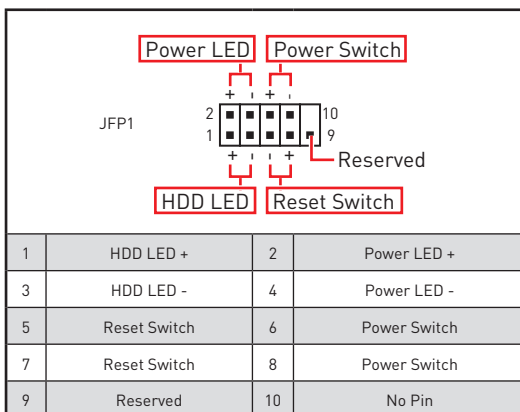 Power LED Power Switch
+ - + -
JFP1
2 10
1 9
+ - - +
Reserved
HDD LED Reset Switch
1 HDD LED + 2 Power LED +
3 HDD LED - 4 Power LED -
5 Reset Switch 6 Power Switch
7 Reset Switch 8 Power Switch
9 Reserved 10 No Pin